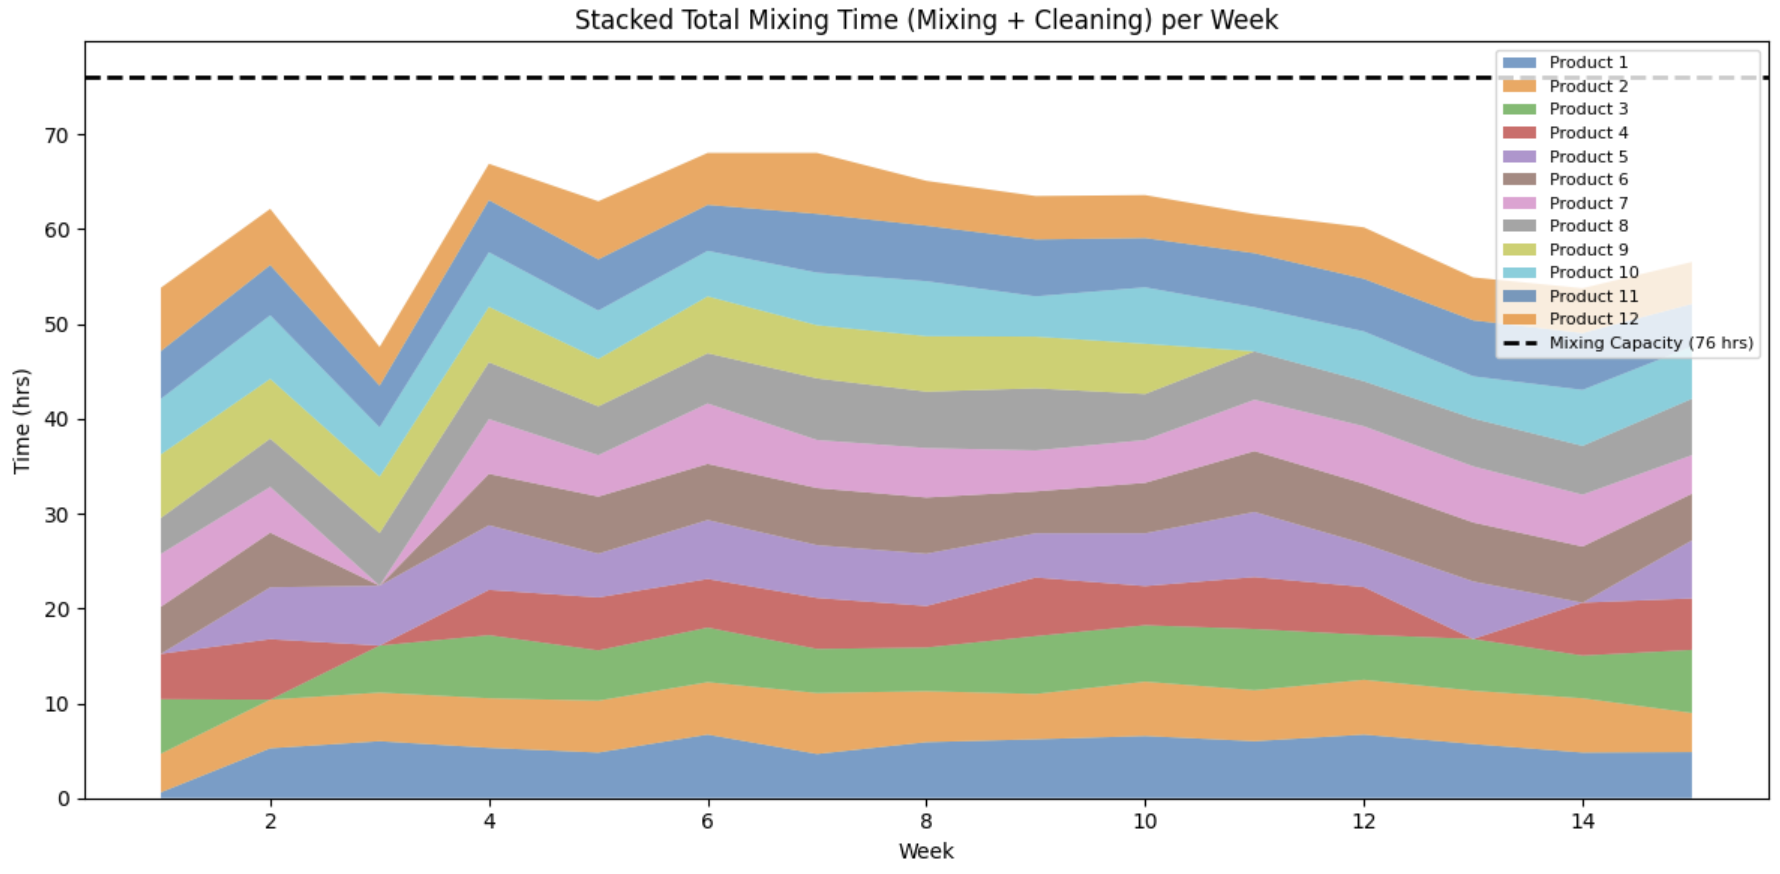 Stacked Total Mixing Time (Mixing + Cleaning) per Week
Product 1
Product 2
Product 3
Product 4
Product 5
Product 6
Product 7
Product 8
Product 9
Product 10
Product 11
Product 12
Mixing Capacity (76 hrs)
Time (hrs)
70
60
50
40
30
20
10
0
2 4 6 8 10 12 14
Week